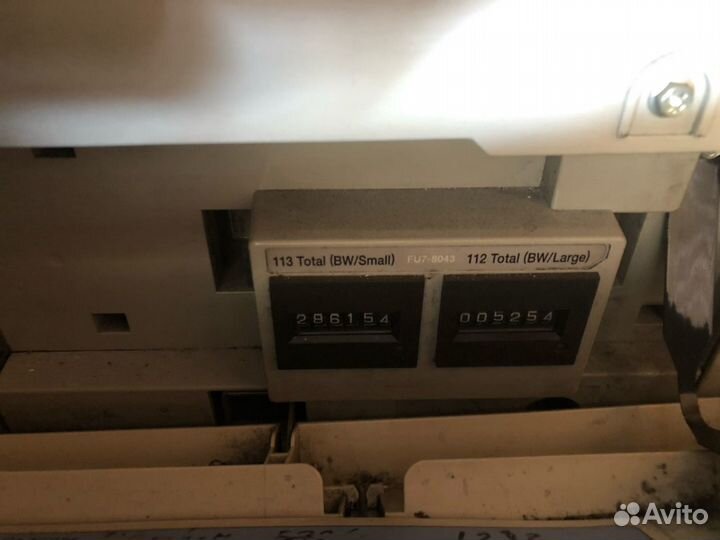 113 Total (BW/Small) FU7-8043 112 Total (BW/Large)
286154 005254
Avito